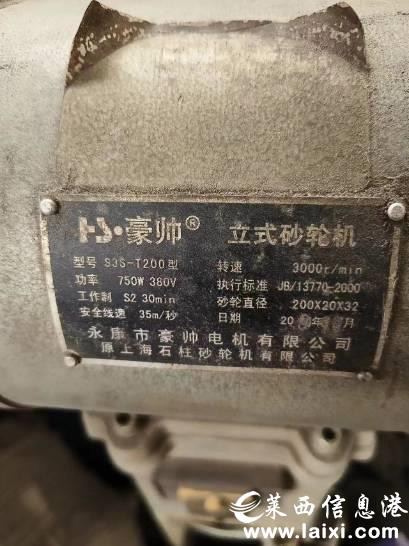 HS·豪帅® 立式砂轮机
型号 S3S-T200型 转速 3000r/min
功率 750W 380V 执行标准 JB/13770-2000
工作制 S2 30min 砂轮直径 200X20X32
安全线速 35m/秒 日期 20 年 月
永康市豪帅电机有限公司
原上海石柱砂轮机有限公司
莱西信息港
www.laixi.com